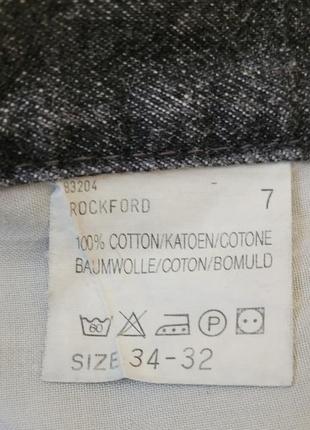 83204 -
ROCKFORD 7
100% COTTON/KATOEN/COTONE
BAUMWOLLE/COTON/BOMULD
60 P
SIZE 34-32